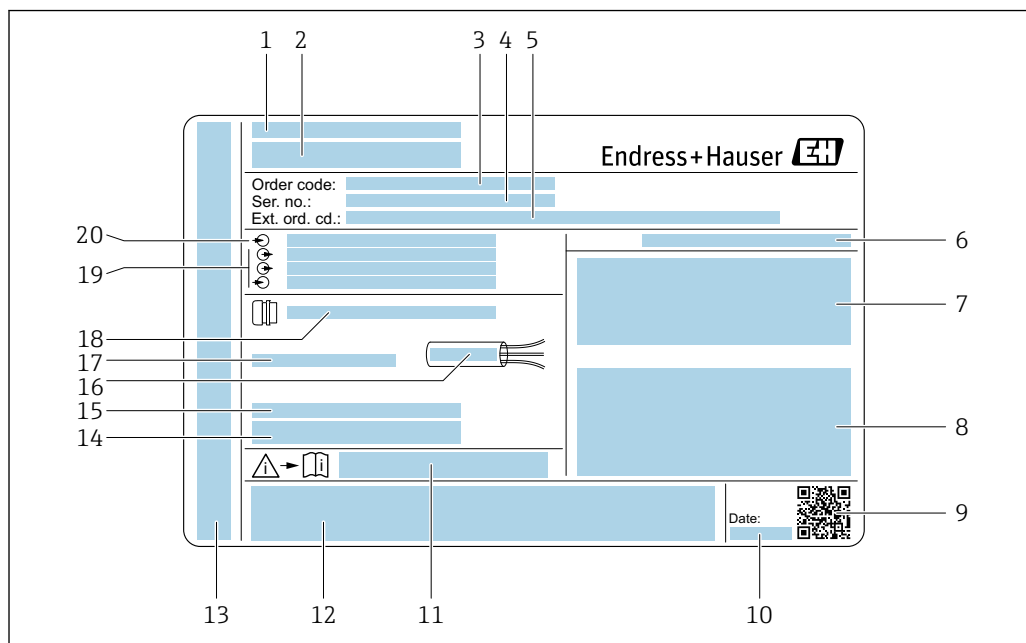 1 2 3 4 5
Endress+Hauser EH
Order code:
Ser. no.:
Ext. ord. cd.:
20
6
19
7
18
17
16
15
8
14
i i
Date:
9
13 12 11 10